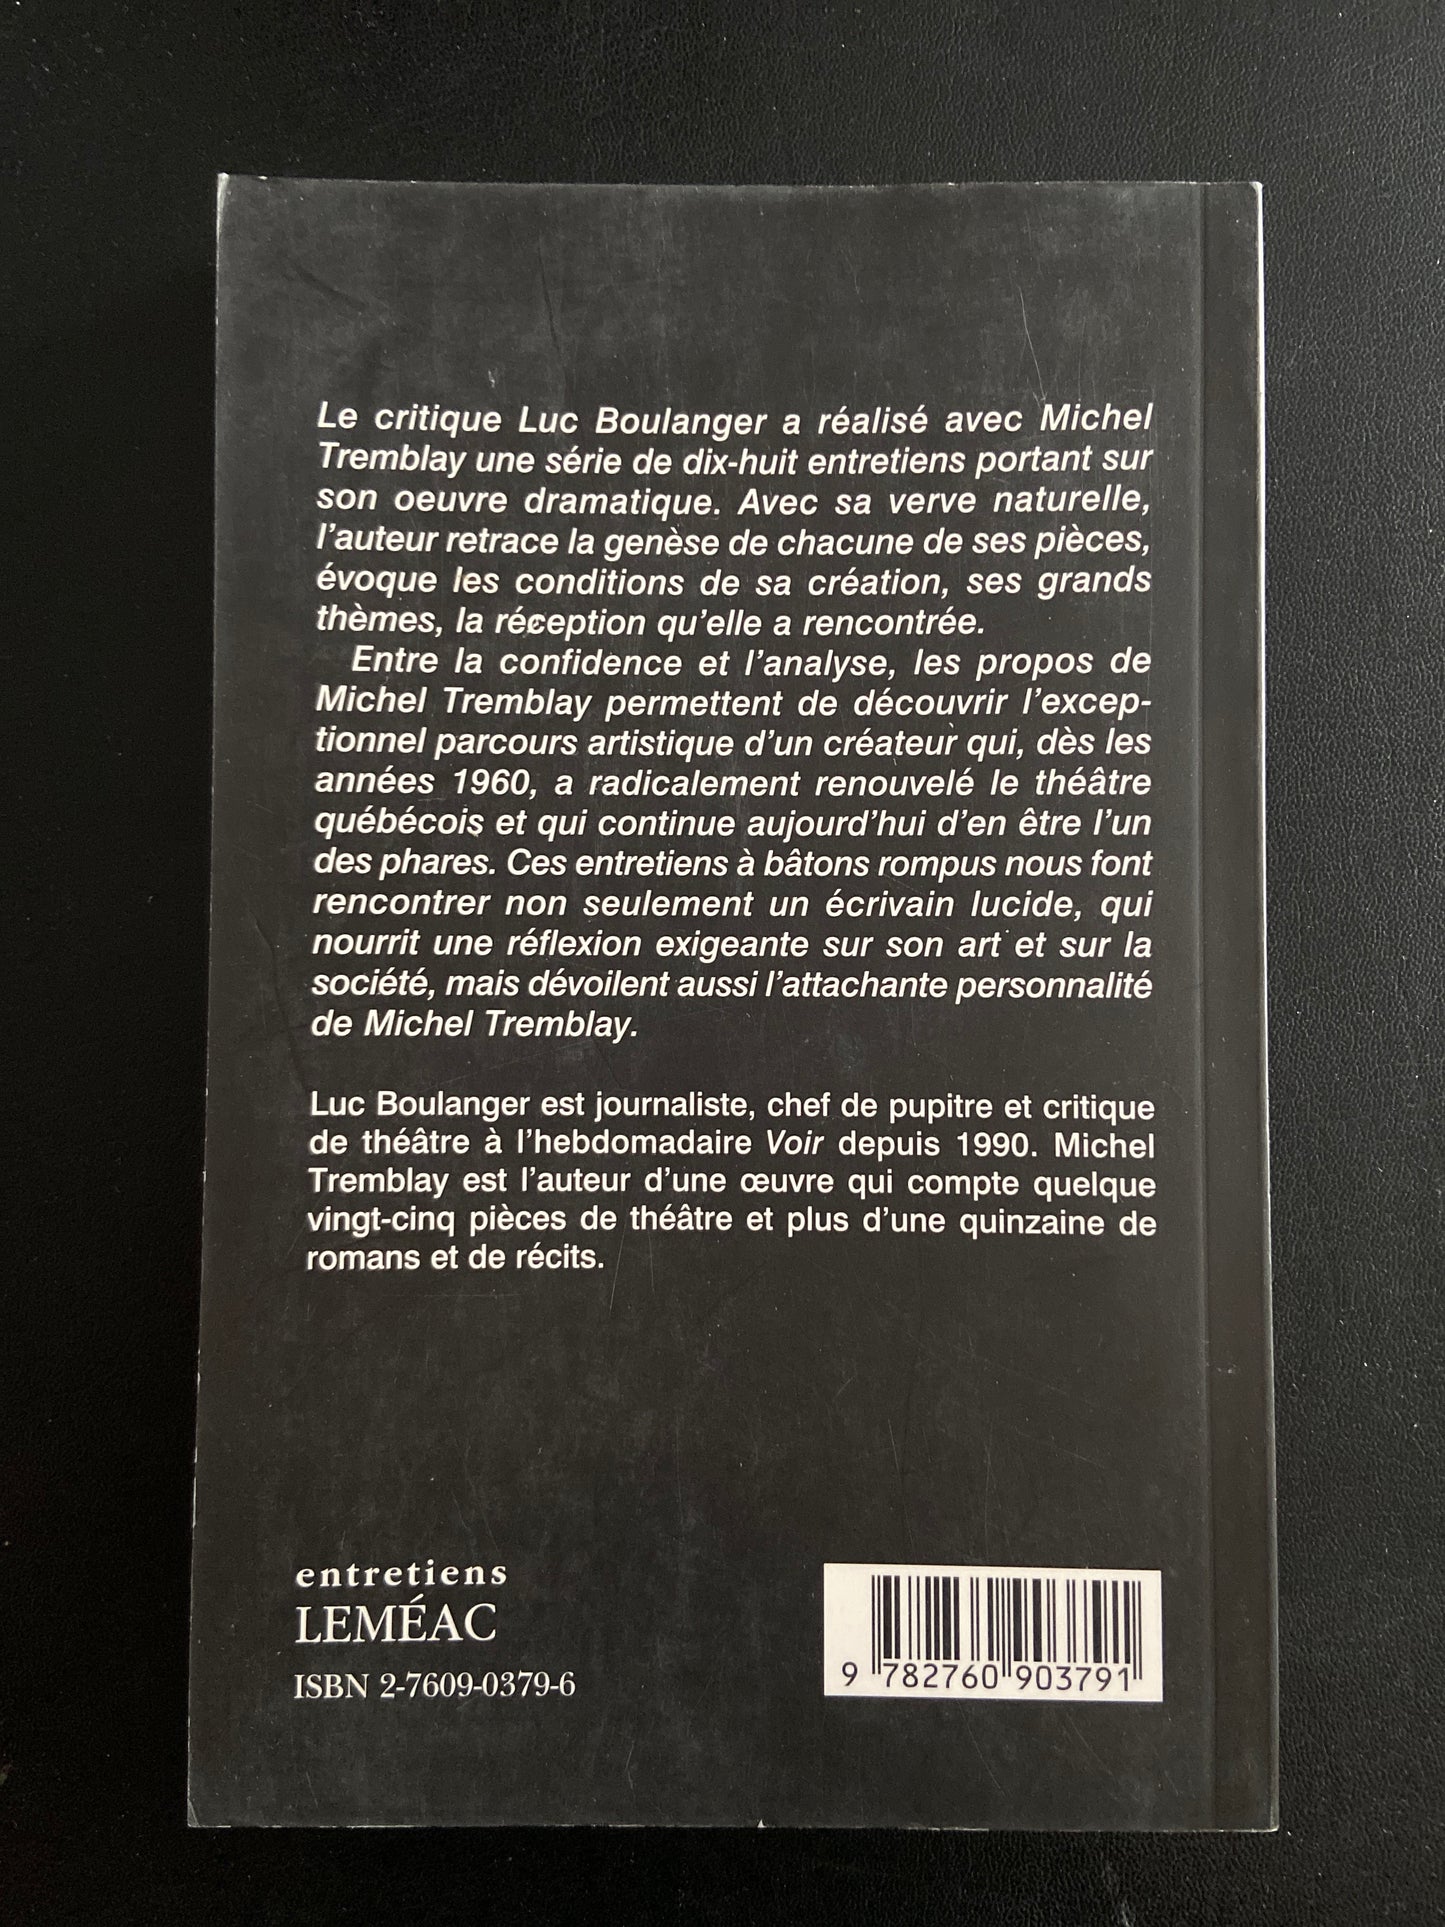 Le critique Luc Boulanger a réalisé avec Michel
Tremblay une série de dix-huit entretiens portant sur
son oeuvre dramatique. Avec sa verve naturelle,
l'auteur retrace la genèse de chacune de ses pièces,
évoque les conditions de sa création, ses grands
thèmes, la réception qu'elle a rencontrée.
Entre la confidence et l'analyse, les propos de
Michel Tremblay permettent de découvrir l'excep-
tionnel parcours artistique d'un créateur qui, dès les
années 1960, a radicalement renouvelé le théâtre
québécois et qui continue aujourd'hui d'en être l'un
des phares. Ces entretiens à bâtons rompus nous font
rencontrer non seulement un écrivain lucide, qui
nourrit une réflexion exigeante sur son art et sur la
société, mais dévoilent aussi l'attachante personnalité
de Michel Tremblay.
Luc Boulanger est journaliste, chef de pupitre et critique
de théâtre à l'hebdomadaire Voir depuis 1990. Michel
Tremblay est l'auteur d'une œuvre qui compte quelque
vingt-cinq pièces de théâtre et plus d'une quinzaine de
romans et de récits.
entretiens
LEMÉAC
ISBN 2-7609-0379-6
9 782760 903791